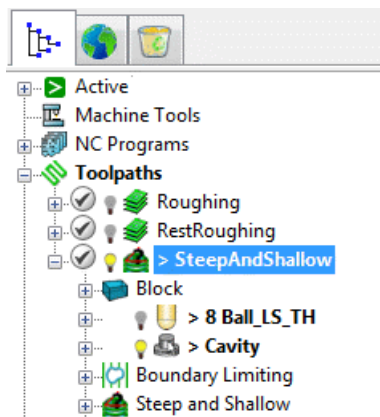 Active
Machine Tools
NC Programs
Toolpaths
Roughing
RestRoughing
> SteepAndShallow
Block
> 8 Ball_LS_TH
> Cavity
Boundary Limiting
Steep and Shallow